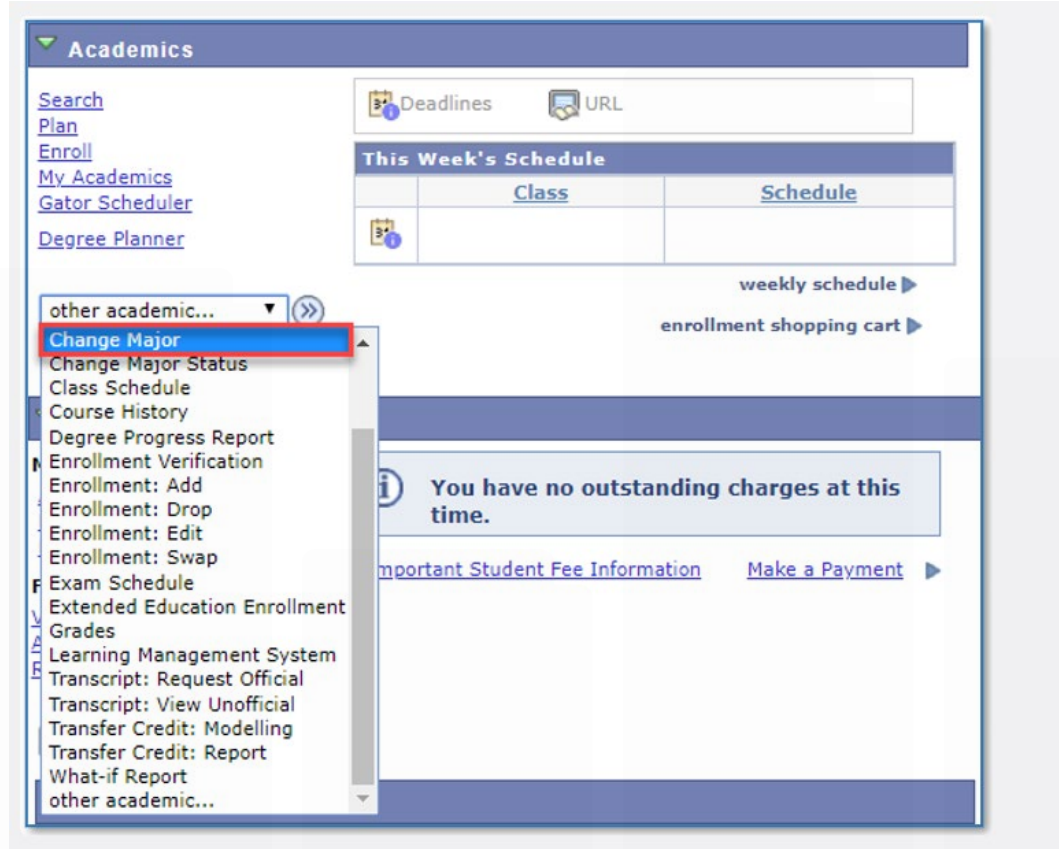 Academics
Search
Plan
Enroll
My Academics
Gator Scheduler
Degree Planner
Deadlines URL
This Week's Schedule
Class Schedule
weekly schedule
enrollment shopping cart
other academic...
Change Major
Change Major Status
Class Schedule
Course History
Degree Progress Report
Enrollment Verification
Enrollment: Add
Enrollment: Drop
Enrollment: Edit
Enrollment: Swap
Exam Schedule
Extended Education Enrollment
Grades
Learning Management System
Transcript: Request Official
Transcript: View Unofficial
Transfer Credit: Modelling
Transfer Credit: Report
What-if Report
other academic...
You have no outstanding charges at this
time.
mportant Student Fee Information Make a Payment